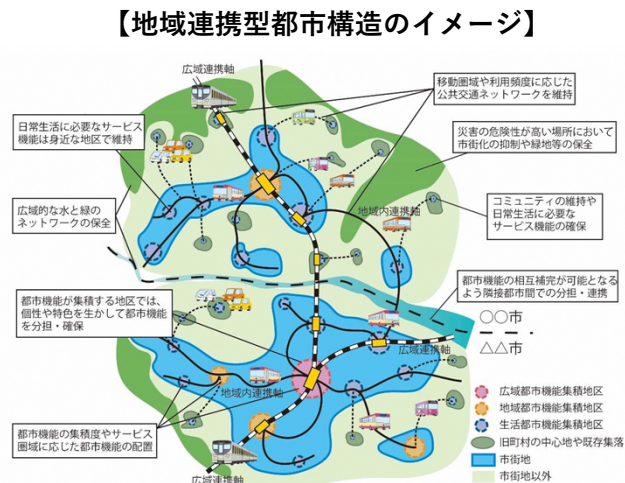 【地域連携型都市構造のイメージ】
広域連携軸
移動圏域や利用頻度に応じた
公共交通ネットワークを維持
日常生活に必要なサービス
機能は身近な地区で維持
災害の危険性が高い場所において
市街化の抑制や緑地等の保全
コミュニティの維持や
日常生活に必要な
サービス機能の確保
広域的な水と緑の
ネットワークの保全
地域内連携軸
都市機能の相互補完が可能となる
よう隣接都市間での分担・連携
都市機能が集積する地区では、
個性や特色を生かして都市機能
を分担・確保
○○市
△△市
広域連携軸
地域内連携軸
広域都市機能集積地区
地域都市機能集積地区
生活都市機能集積地区
旧町村の中心地や既存集落
市街地
市街地以外
都市機能の集積度やサービス
圏域に応じた都市機能の配置
広域連携軸